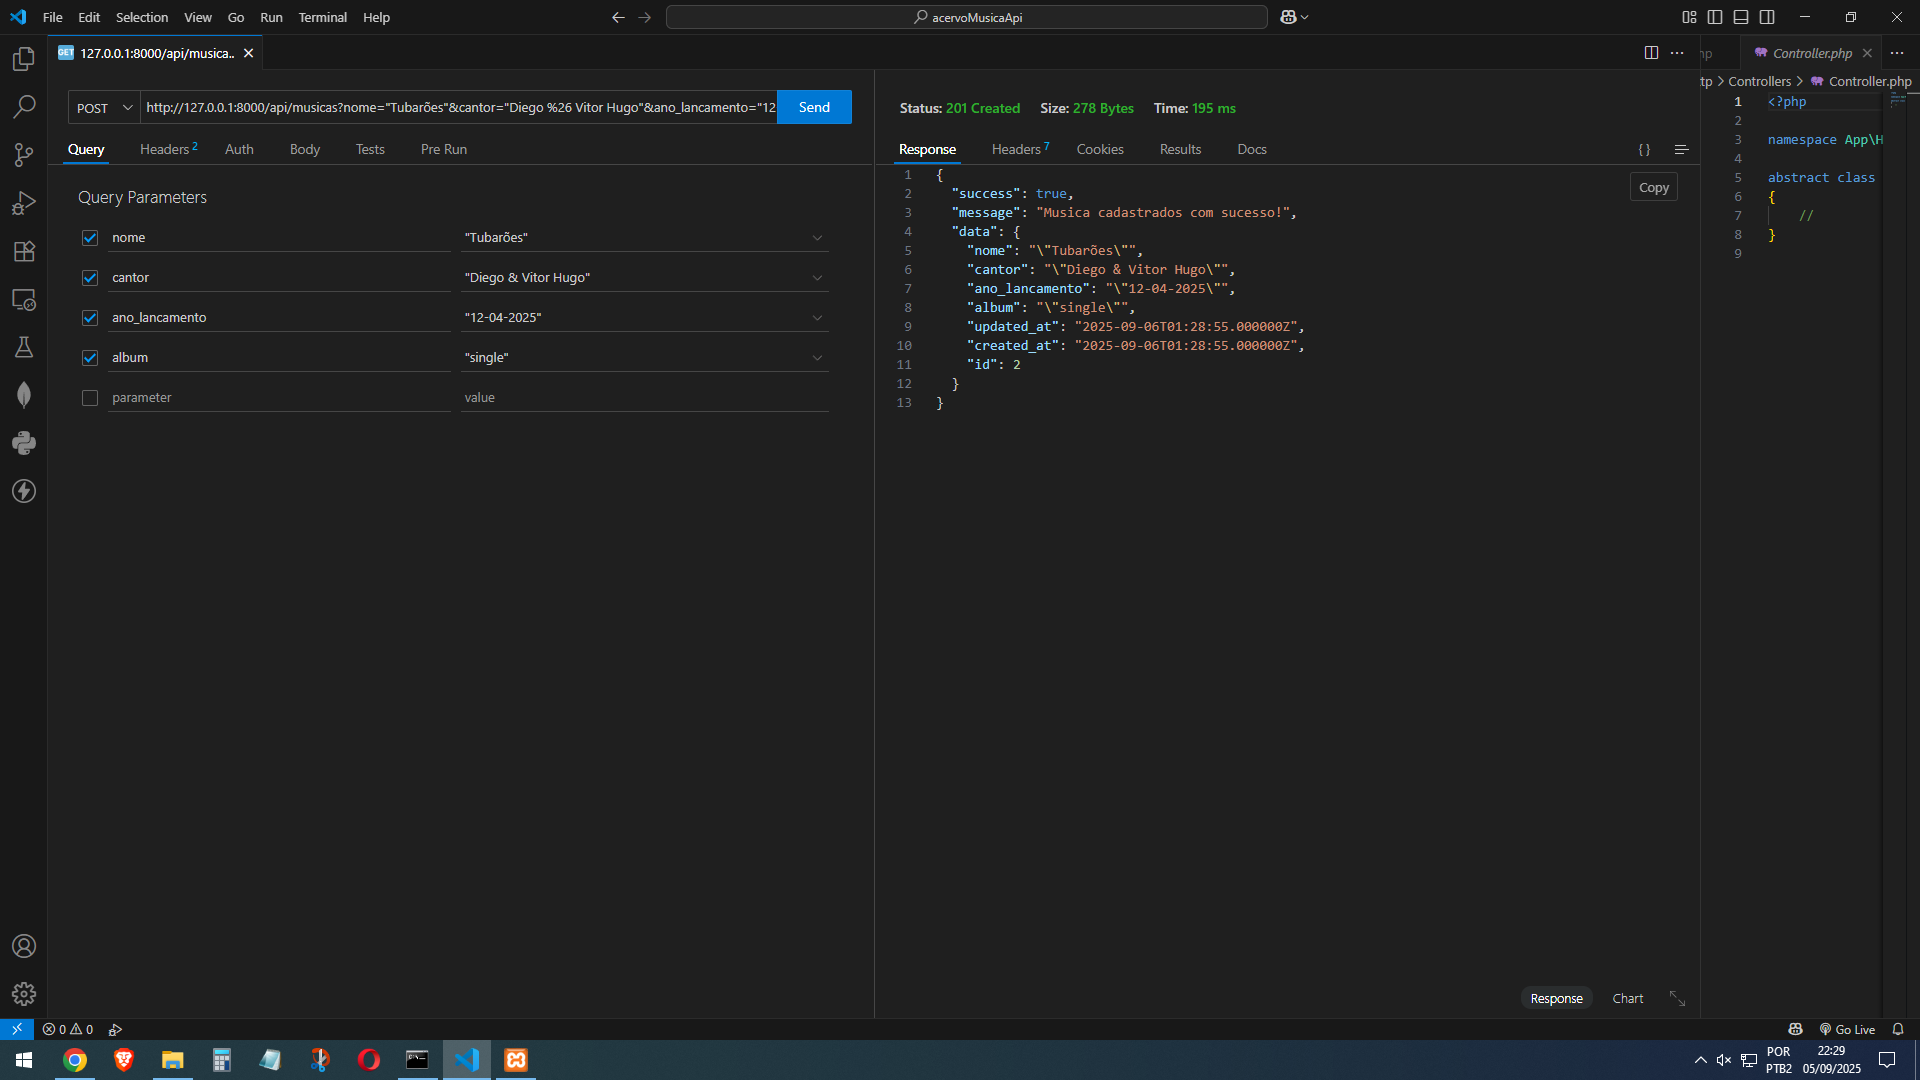 File Edit Selection View Go Run Terminal Help
acervoMusicaApi
GET 127.0.0.1:8000/api/musica..
Controller.php
Controllers > Controller.php
POST http://127.0.0.1:8000/api/musicas?nome="Tubarões"&cantor="Diego %26 Vitor Hugo"&ano_lancamento="12 Send
Query Headers 2 Auth Body Tests Pre Run
Query Parameters
nome "Tubarões"
cantor "Diego & Vitor Hugo"
ano_lancamento "12-04-2025"
album "single"
parameter value
Status: 201 Created Size: 278 Bytes Time: 195 ms
Response Headers 7 Cookies Results Docs { }
Copy
1 {
2 "success": true,
3 "message": "Musica cadastrados com sucesso!",
4 "data": {
5 "nome": "\"Tubarões\"",
6 "cantor": "\"Diego & Vitor Hugo\"",
7 "ano_lancamento": "\"12-04-2025\"",
8 "album": "\"single\"",
9 "updated_at": "2025-09-06T01:28:55.000000Z",
10 "created_at": "2025-09-06T01:28:55.000000Z",
11 "id": 2
12 }
13 }
Response Chart
1 <?php
2
3 namespace App\H
4
5 abstract class
6 {
7 //
8 }
9
0 0
Go Live
POR
PTB2
22:29
05/09/2025